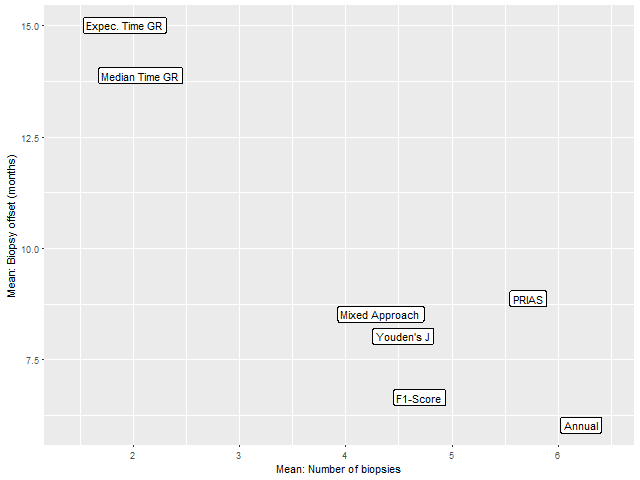 15.0
Expec. Time GR
Median Time GR
12.5
Mean: Biopsy offset (months)
10.0
PRIAS
Mixed Approach
Youden's J
7.5
F1-Score
Annual
2 3 4 5 6
Mean: Number of biopsies